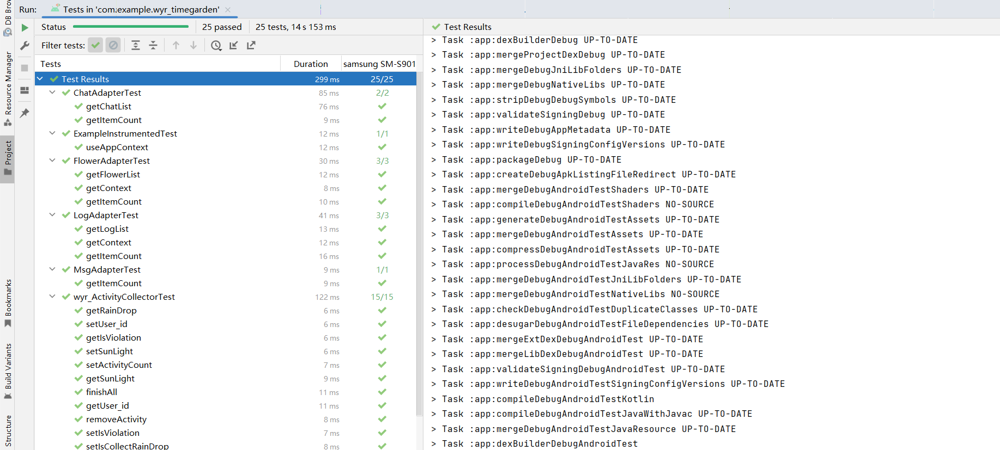 Run: Tests in 'com.example.wyr_timegarden'
Status 25 passed 25 tests, 14 s 153 ms
Filter tests:
Tests Duration samsung SM-S901
Test Results 299 ms 25/25
ChatAdapterTest 85 ms 2/2
getChatList 76 ms
getItemCount 9 ms
ExampleInstrumentedTest 12 ms 1/1
useAppContext 12 ms
FlowerAdapterTest 30 ms 3/3
getFlowerList 12 ms
getContext 8 ms
getItemCount 10 ms
LogAdapterTest 41 ms 3/3
getLogList 13 ms
getContext 12 ms
getItemCount 16 ms
MsgAdapterTest 9 ms 1/1
getItemCount 9 ms
wyr_ActivityCollectorTest 122 ms 15/15
getRainDrop 6 ms
setUser_id 6 ms
getIsViolation 6 ms
setSunLight 6 ms
setActivityCount 7 ms
getSunLight 9 ms
finishAll 11 ms
getUser_id 11 ms
removeActivity 8 ms
setIsViolation 7 ms
setIsCollectRainDrop 8 ms
Test Results
> Task :app:dexBuilderDebug UP-TO-DATE
> Task :app:mergeProjectDexDebug UP-TO-DATE
> Task :app:mergeDebugJniLibFolders UP-TO-DATE
> Task :app:mergeDebugNativeLibs UP-TO-DATE
> Task :app:stripDebugDebugSymbols UP-TO-DATE
> Task :app:validateSigningDebug UP-TO-DATE
> Task :app:writeDebugAppMetadata UP-TO-DATE
> Task :app:writeDebugSigningConfigVersions UP-TO-DATE
> Task :app:packageDebug UP-TO-DATE
> Task :app:createDebugApkListingFileRedirect UP-TO-DATE
> Task :app:mergeDebugAndroidTestShaders UP-TO-DATE
> Task :app:compileDebugAndroidTestShaders NO-SOURCE
> Task :app:generateDebugAndroidTestAssets UP-TO-DATE
> Task :app:mergeDebugAndroidTestAssets UP-TO-DATE
> Task :app:compressDebugAndroidTestAssets UP-TO-DATE
> Task :app:processDebugAndroidTestJavaRes NO-SOURCE
> Task :app:mergeDebugAndroidTestJniLibFolders UP-TO-DATE
> Task :app:mergeDebugAndroidTestNativeLibs NO-SOURCE
> Task :app:checkDebugAndroidTestDuplicateClasses UP-TO-DATE
> Task :app:desugarDebugAndroidTestFileDependencies UP-TO-DATE
> Task :app:mergeExtDexDebugAndroidTest UP-TO-DATE
> Task :app:mergeLibDexDebugAndroidTest UP-TO-DATE
> Task :app:validateSigningDebugAndroidTest UP-TO-DATE
> Task :app:writeDebugAndroidTestSigningConfigVersions UP-TO-DATE
> Task :app:compileDebugAndroidTestKotlin
> Task :app:compileDebugAndroidTestJavaWithJavac UP-TO-DATE
> Task :app:mergeDebugAndroidTestJavaResource UP-TO-DATE
> Task :app:dexBuilderDebugAndroidTest
DB Brow
Resource Manager
Project
Bookmarks
Build Variants
Structure